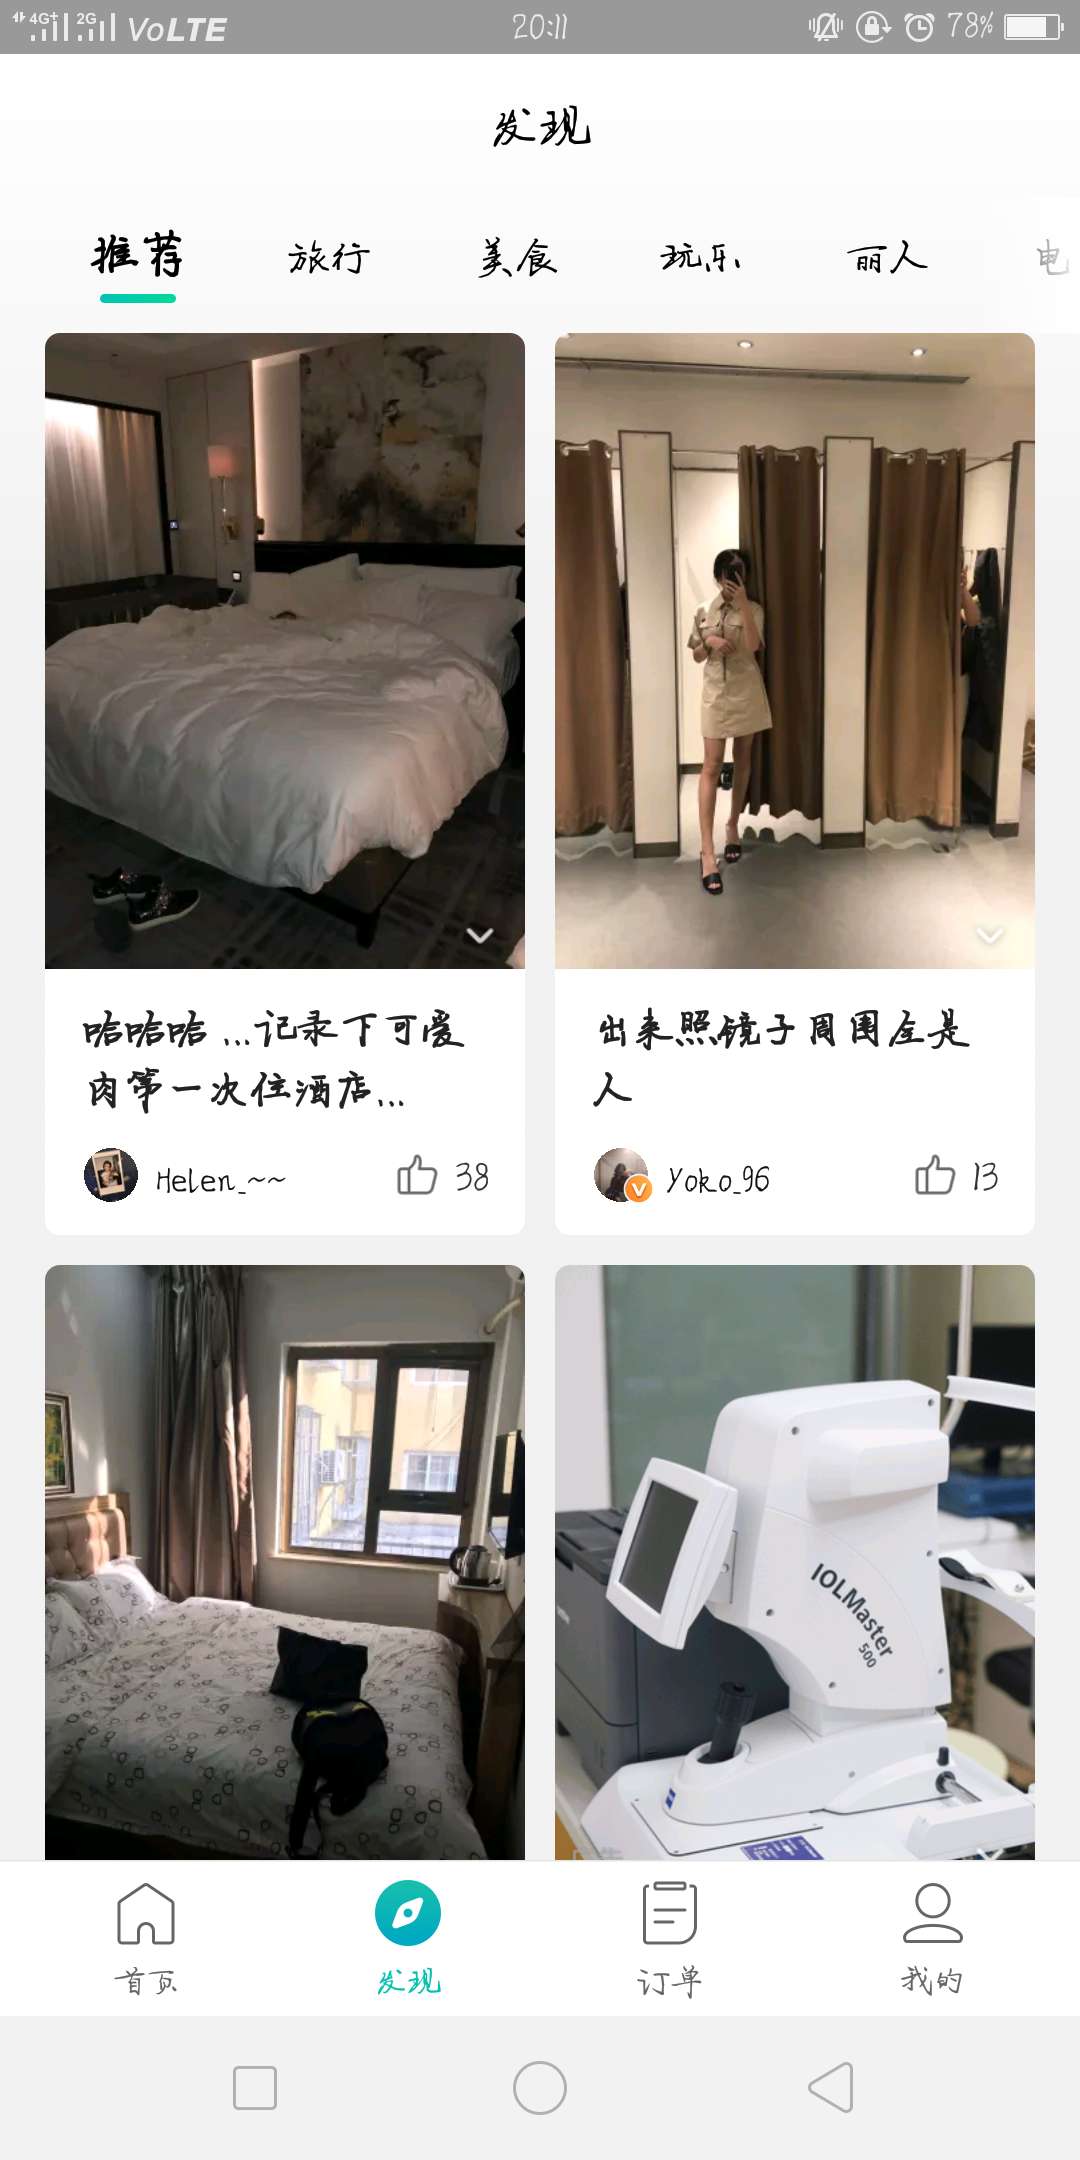 4G+ 2G VoLTE 20:11 78%
发现
推荐 旅行 美食 玩乐 丽人 电
哈哈哈 ...记录下可爱
肉第一次住酒店...
Helen_~~ 38
出来照镜子周围全是
人
Yoko_96 13
IOLMaster
500
首页 发现 订单 我的